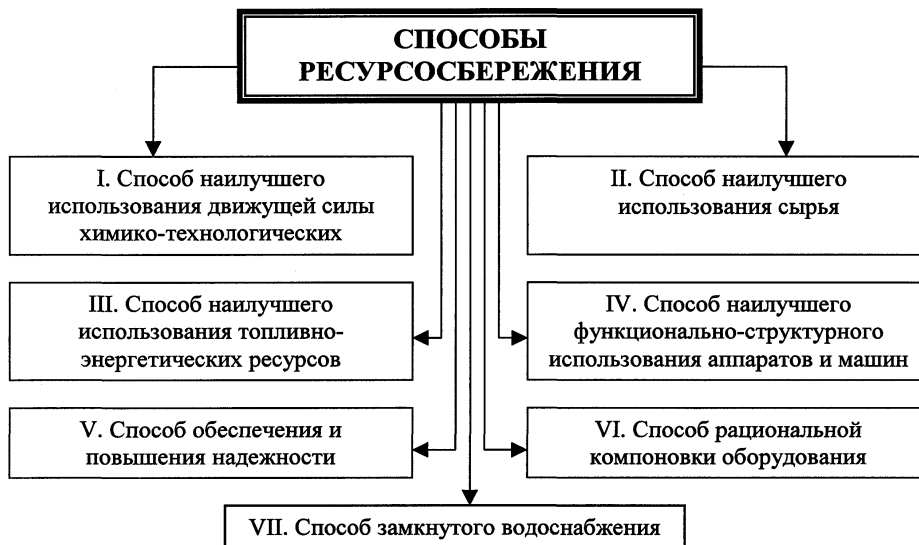 СПОСОБЫ
РЕСУРСОСБЕРЕЖЕНИЯ
I. Способ наилучшего
использования движущей силы
химико-технологических
II. Способ наилучшего
использования сырья
III. Способ наилучшего
использования топливно-
энергетических ресурсов
IV. Способ наилучшего
функционально-структурного
использования аппаратов и машин
V. Способ обеспечения и
повышения надежности
VI. Способ рациональной
компоновки оборудования
VII. Способ замкнутого водоснабжения